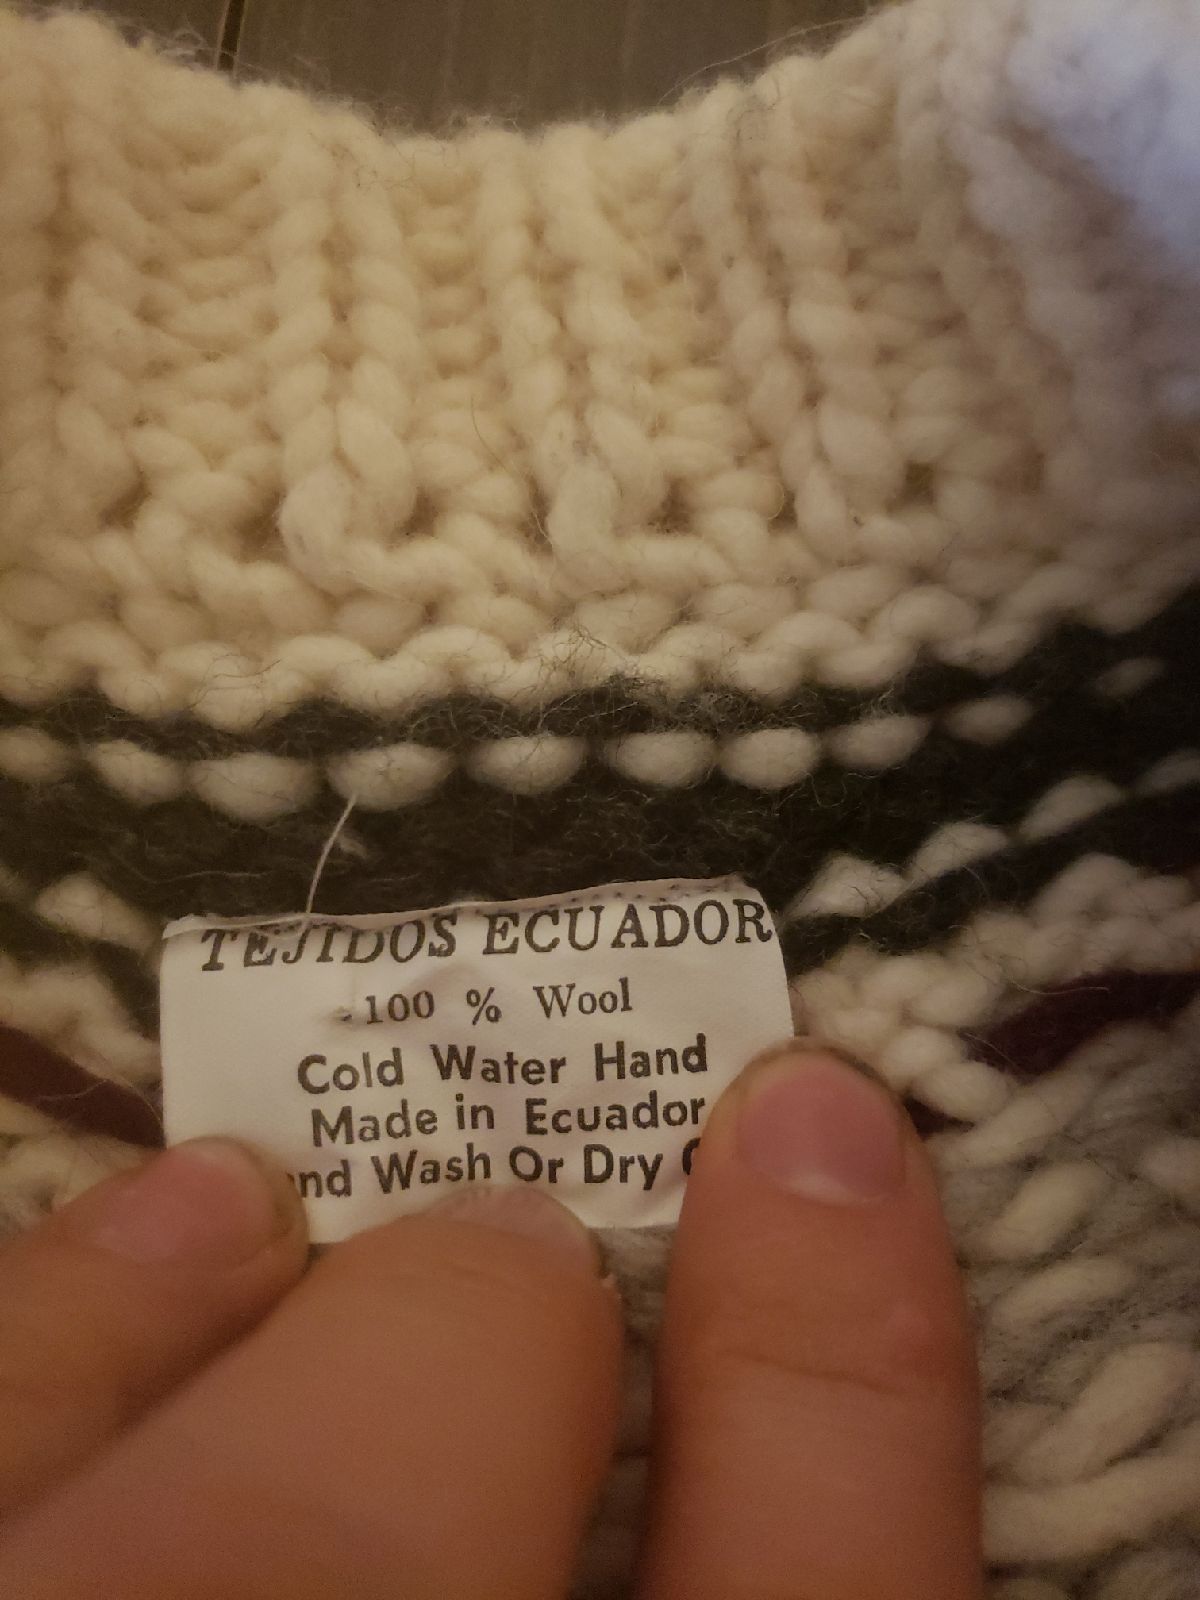 TEJIDOS ECUADOR
100 % Wool
Cold Water Hand
Made in Ecuador
Wash Or Dry